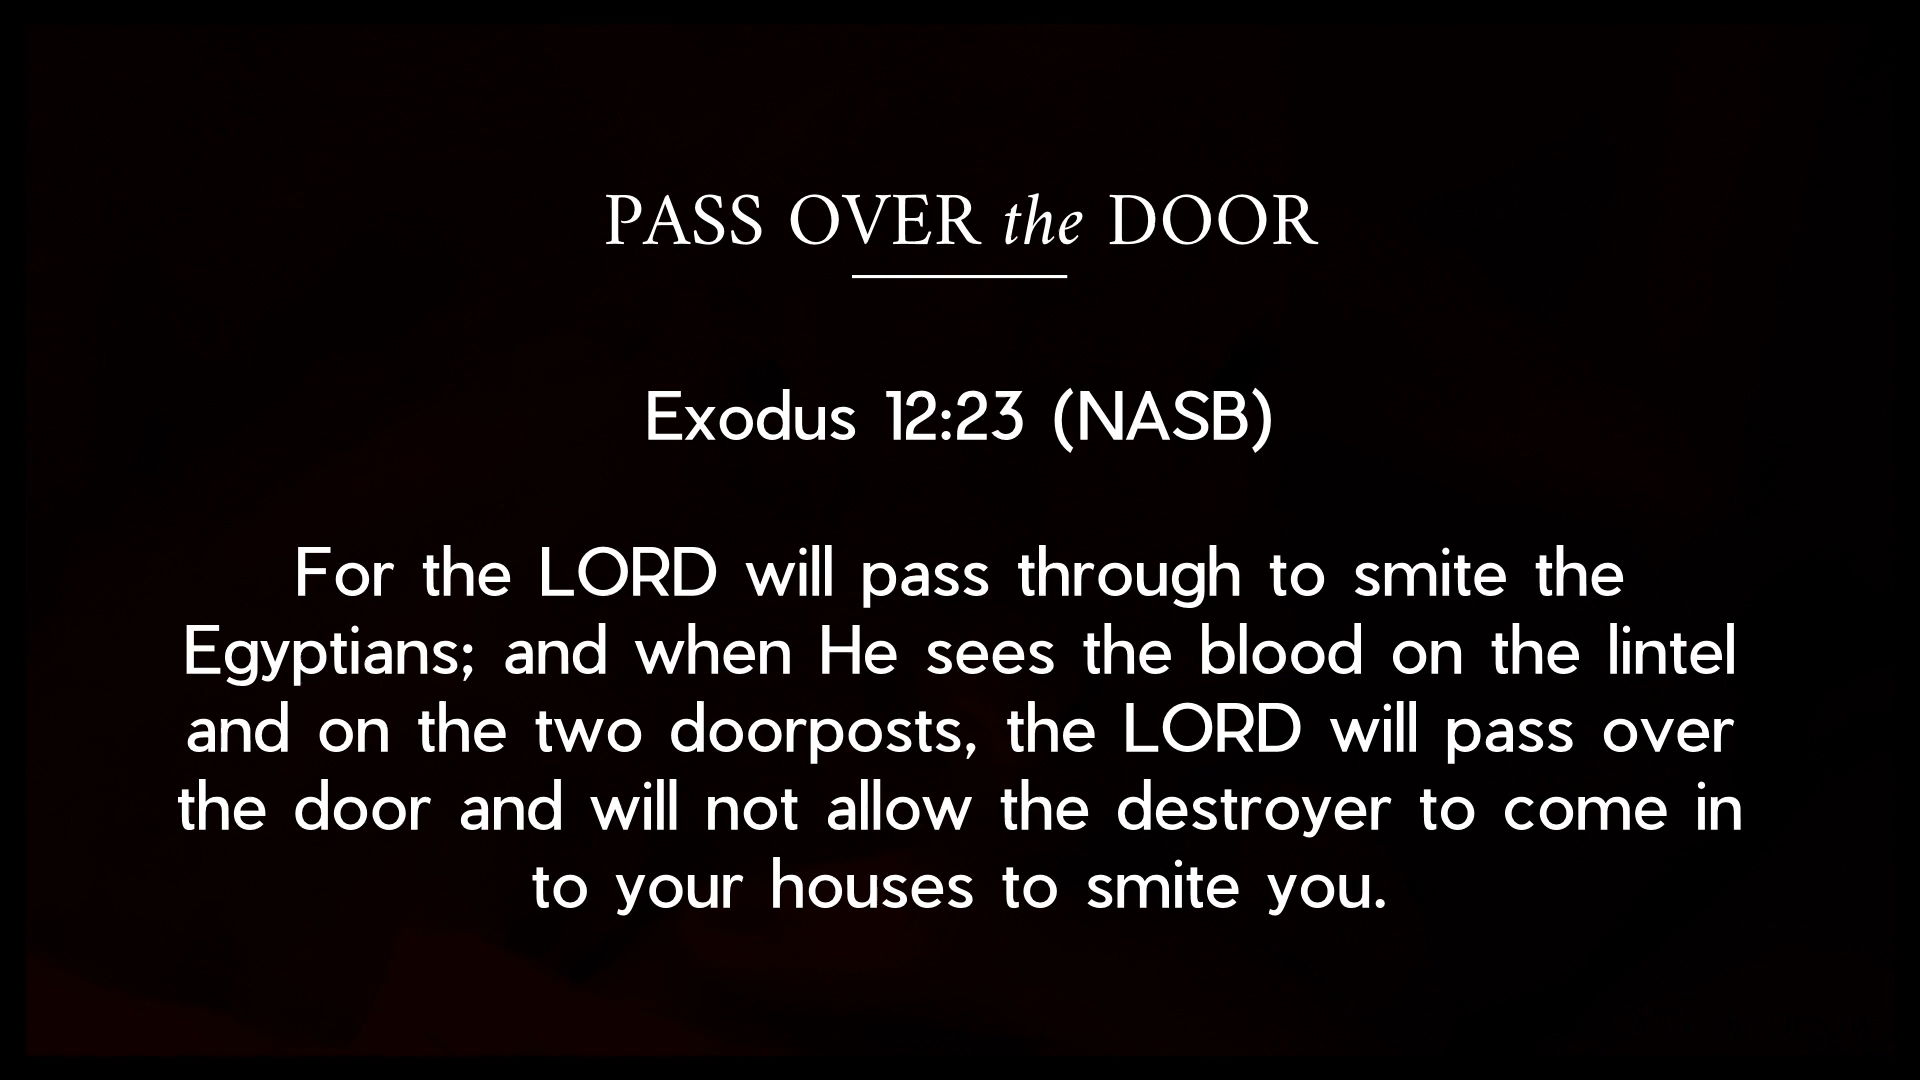 PASS OVER the DOOR
Exodus 12:23 (NASB)
For the LORD will pass through to smite the
Egyptians; and when He sees the blood on the lintel
and on the two doorposts, the LORD will pass over
the door and will not allow the destroyer to come in
to your houses to smite you.